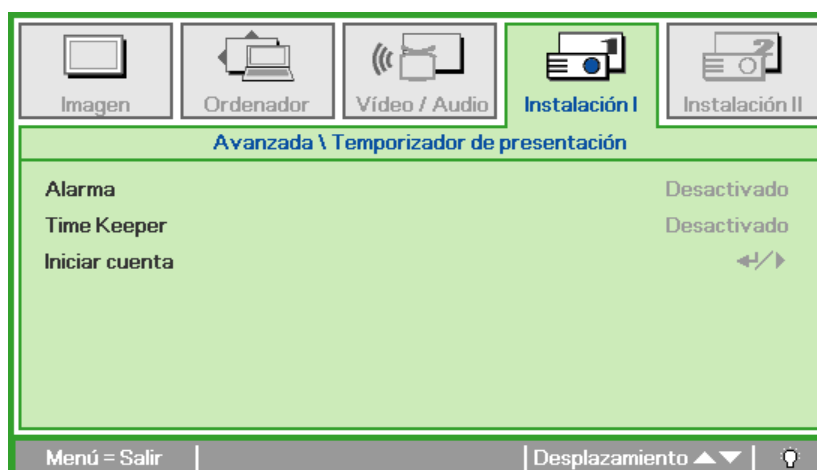 Imagen
Ordenador
Vídeo / Audio
Instalación I
Instalación II
Avanzada \ Temporizador de presentación
Alarma Desactivado
Time Keeper Desactivado
Iniciar cuenta ↵/▶
Menú = Salir | Desplazamiento ▲▼ |